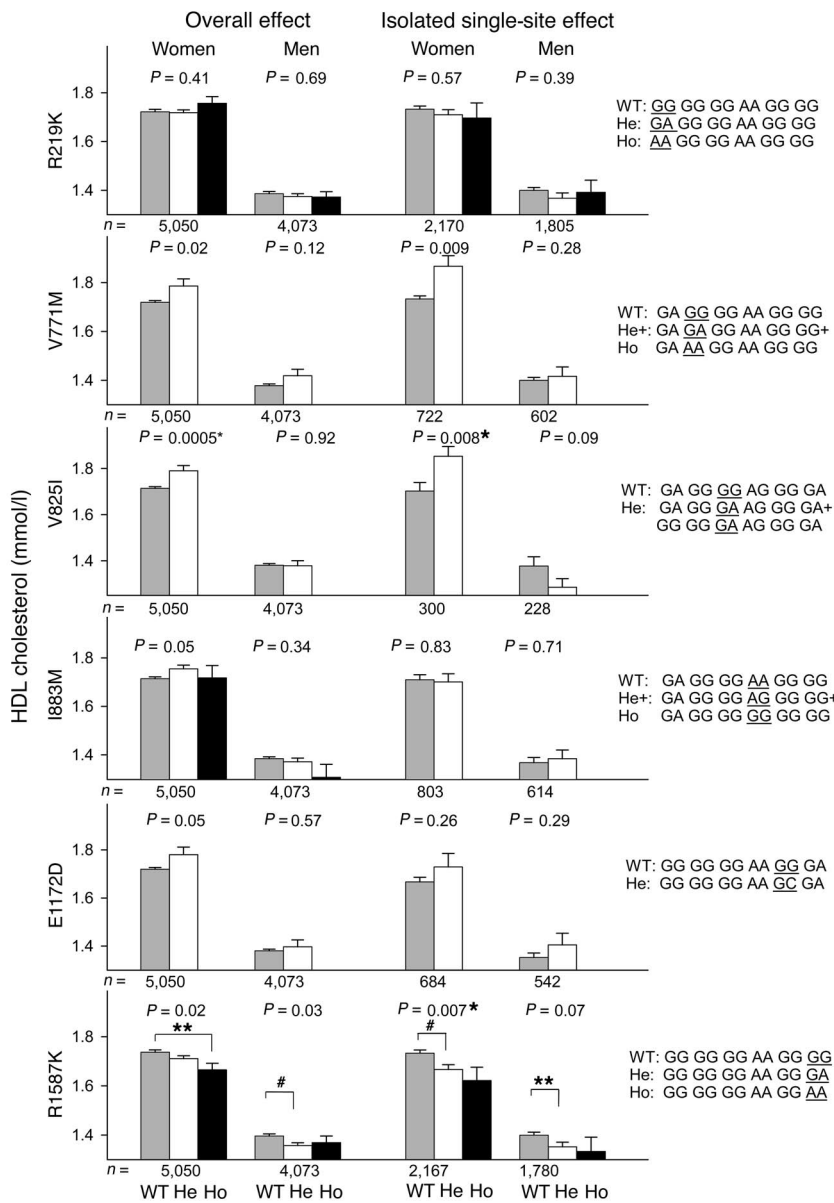 Overall effect Isolated single-site effect
Women Men Women Men
P = 0.41 P = 0.69 P = 0.57 P = 0.39
HDL cholesterol (mmol/l)
R219K
1.8
1.6
1.4
WT: GG GG GG AA GG GG
He: GA GG GG AA GG GG
Ho: AA GG GG AA GG GG
n = 5,050 4,073 2,170 1,805
P = 0.02 P = 0.12 P = 0.009 P = 0.28
V771M
1.8
1.6
1.4
WT: GA GG GG AA GG GG
He+: GA GA GG AA GG GG+
Ho GA AA GG AA GG GG
n = 5,050 4,073 722 602
P = 0.0005* P = 0.92 P = 0.008* P = 0.09
V825I
1.8
1.6
1.4
WT: GA GG GG AG GG GA
He: GA GG GA AG GG GA+
GG GG GA AG GG GA
n = 5,050 4,073 300 228
P = 0.05 P = 0.34 P = 0.83 P = 0.71
I883M
1.8
1.6
1.4
WT: GA GG GG AA GG GG
He+: GA GG GG AG GG GG+
Ho GA GG GG GG GG GG
n = 5,050 4,073 803 614
P = 0.05 P = 0.57 P = 0.26 P = 0.29
E1172D
1.8
1.6
1.4
WT: GG GG GG AA GG GA
He: GG GG GG AA GC GA
n = 5,050 4,073 684 542
P = 0.02 P = 0.03 P = 0.007* P = 0.07
R1587K
1.8
1.6
1.4
** # # **
WT: GG GG GG AA GG GG
He: GG GG GG AA GG GA
Ho: GG GG GG AA GG AA
n = 5,050 4,073 2,167 1,780
WT He Ho WT He Ho WT He Ho WT He Ho